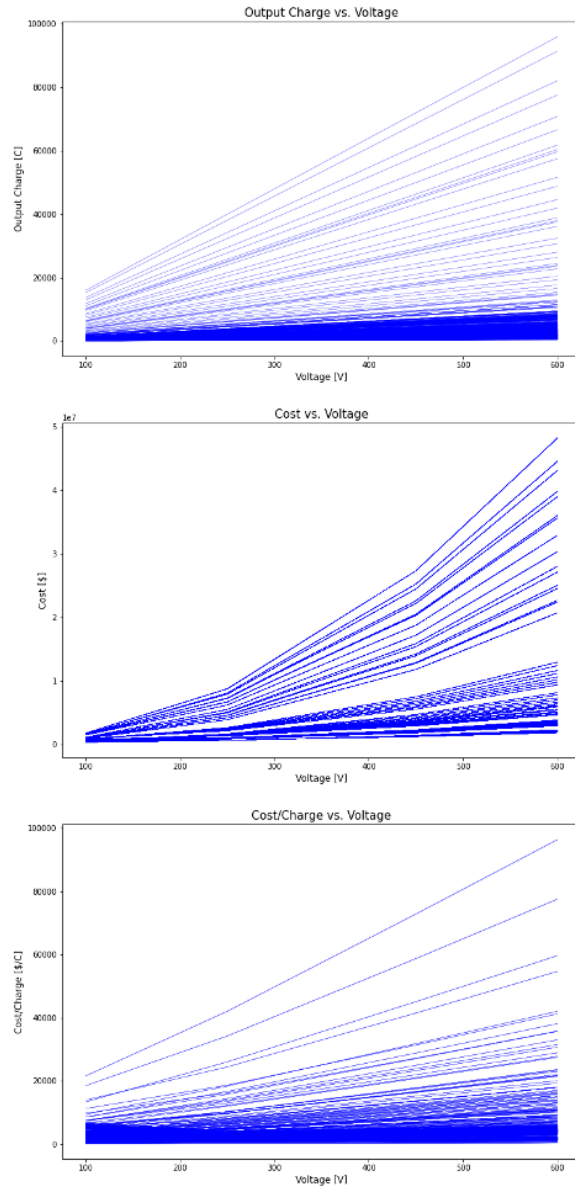 Output Charge vs. Voltage
100000
80000
60000
40000
20000
0
Output Charge [C]
100 200 300 400 500 600
Voltage [V]
Cost vs. Voltage
1e7
5
4
3
2
1
0
Cost [$]
100 200 300 400 500 600
Voltage [V]
Cost/Charge vs. Voltage
100000
80000
60000
40000
20000
0
Cost/Charge [$/C]
100 200 300 400 500 600
Voltage [V]